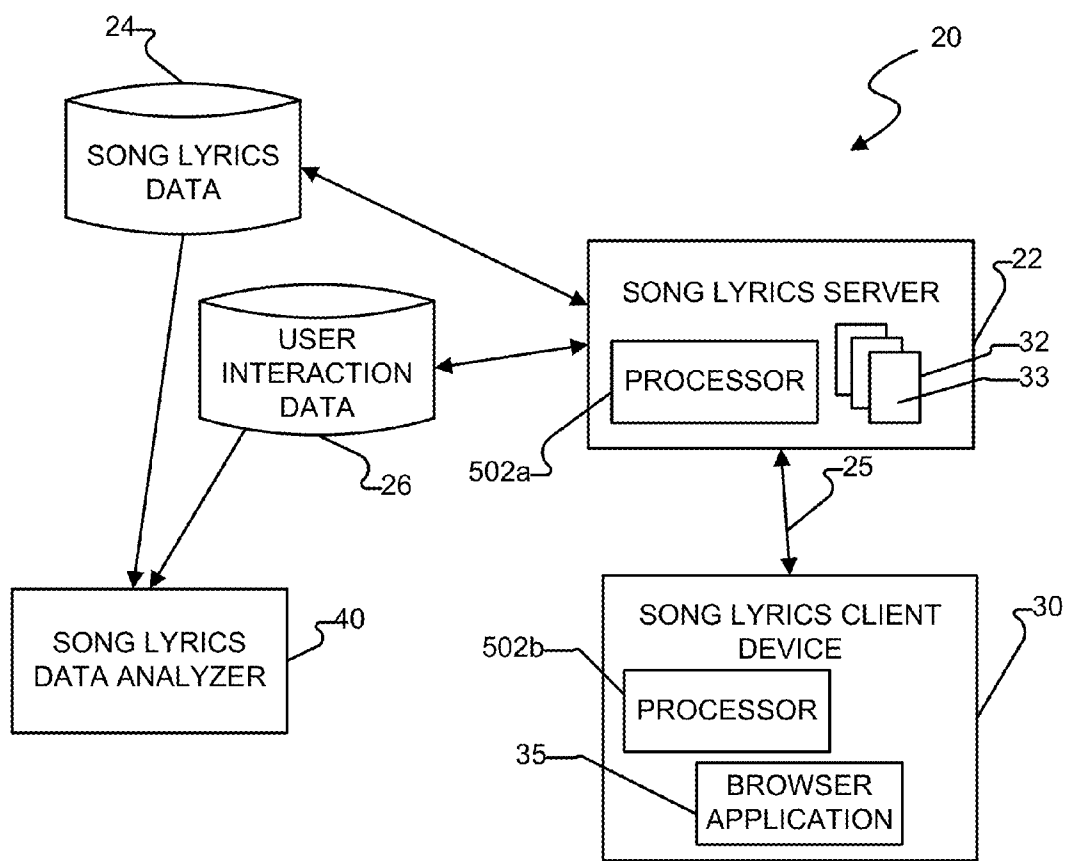 24
20
SONG LYRICS
DATA
22
SONG LYRICS SERVER
USER
INTERACTION
DATA
32
PROCESSOR
33
502a
26
25
SONG LYRICS
DATA ANALYZER
40
SONG LYRICS CLIENT
DEVICE
30
502b
PROCESSOR
35
BROWSER
APPLICATION